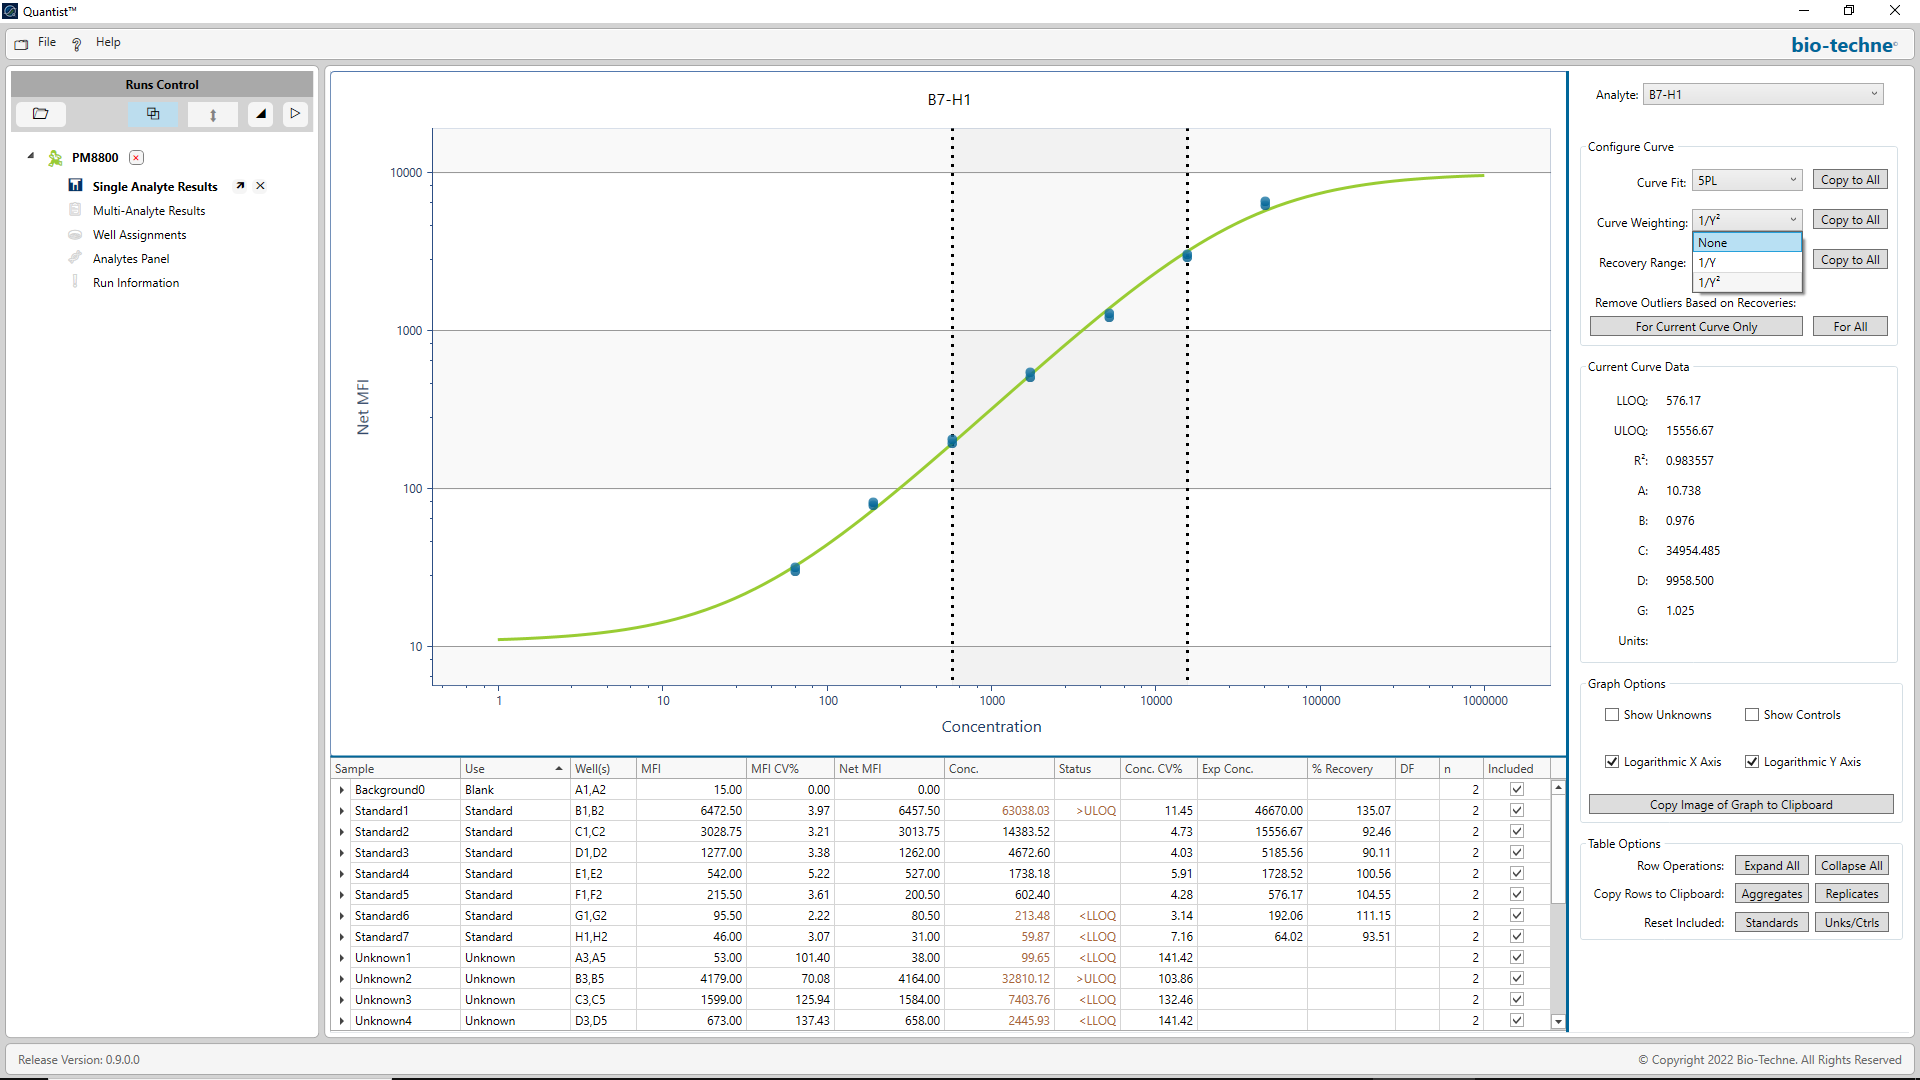 Quantist™
File Help
bio-techne®
Runs Control
PM8800
Single Analyte Results
Multi-Analyte Results
Well Assignments
Analytes Panel
Run Information
B7-H1
Net MFI
10000
1000
100
10
1 10 100 1000 10000 100000 1000000
Concentration
Sample Use Well(s) MFI MFI CV% Net MFI Conc. Status Conc. CV% Exp Conc. % Recovery DF n Included
Background0 Blank A1,A2 15.00 0.00 0.00 2
Standard1 Standard B1,B2 6472.50 3.97 6457.50 63038.03 >ULOQ 11.45 46670.00 135.07 2
Standard2 Standard C1,C2 3028.75 3.21 3013.75 14383.52 4.73 15556.67 92.46 2
Standard3 Standard D1,D2 1277.00 3.38 1262.00 4672.60 4.03 5185.56 90.11 2
Standard4 Standard E1,E2 542.00 5.22 527.00 1738.18 5.91 1728.52 100.56 2
Standard5 Standard F1,F2 215.50 3.61 200.50 602.40 4.28 576.17 104.55 2
Standard6 Standard G1,G2 95.50 2.22 80.50 213.48 <LLOQ 3.14 192.06 111.15 2
Standard7 Standard H1,H2 46.00 3.07 31.00 59.87 <LLOQ 7.16 64.02 93.51 2
Unknown1 Unknown A3,A5 53.00 101.40 38.00 99.65 <LLOQ 141.42 2
Unknown2 Unknown B3,B5 4179.00 70.08 4164.00 32810.12 >ULOQ 103.86 2
Unknown3 Unknown C3,C5 1599.00 125.94 1584.00 7403.76 <LLOQ 132.46 2
Unknown4 Unknown D3,D5 673.00 137.43 658.00 2445.93 <LLOQ 141.42 2
Analyte: B7-H1
Configure Curve
Curve Fit: 5PL Copy to All
Curve Weighting: 1/Y² Copy to All
None
1/Y
1/Y²
Recovery Range: Copy to All
Remove Outliers Based on Recoveries:
For Current Curve Only For All
Current Curve Data
LLOQ: 576.17
ULOQ: 15556.67
R²: 0.983557
A: 10.738
B: 0.976
C: 34954.485
D: 9958.500
G: 1.025
Units:
Graph Options
Show Unknowns Show Controls
Logarithmic X Axis Logarithmic Y Axis
Copy Image of Graph to Clipboard
Table Options
Row Operations: Expand All Collapse All
Copy Rows to Clipboard: Aggregates Replicates
Reset Included: Standards Unks/Ctrls
Release Version: 0.9.0.0
© Copyright 2022 Bio-Techne. All Rights Reserved